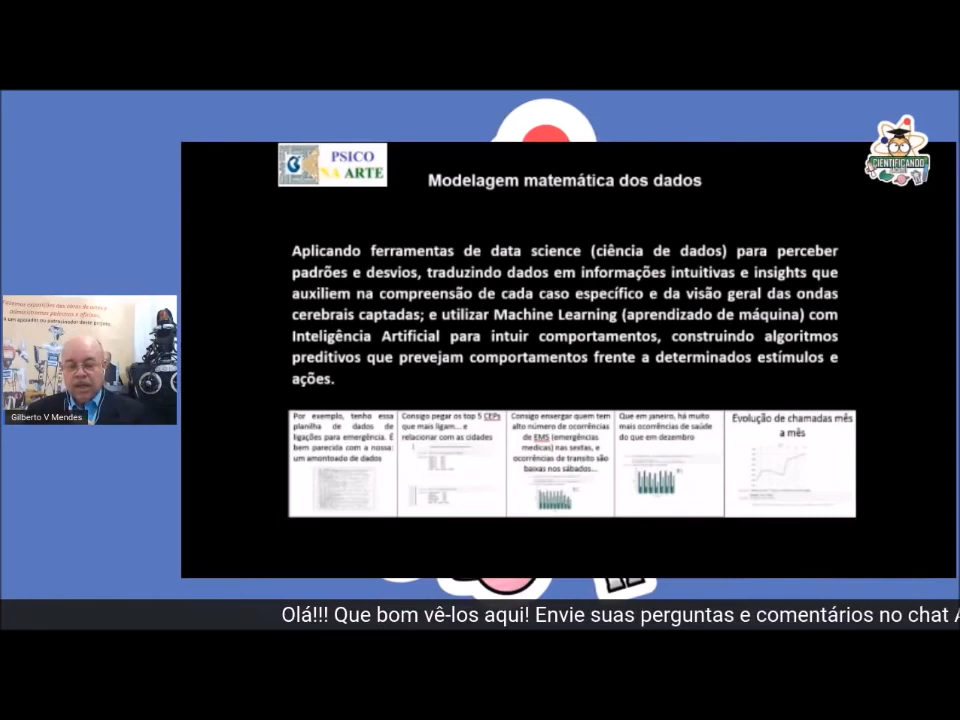 PSICO
NA ARTE
Modelagem matemática dos dados
CIENTIFICANDO
Aplicando ferramentas de data science (ciência de dados) para perceber
padrões e desvios, traduzindo dados em informações intuitivas e insights que
auxiliem na compreensão de cada caso específico e da visão geral das ondas
cerebrais captadas; e utilizar Machine Learning (aprendizado de máquina) com
Inteligência Artificial para intuir comportamentos, construindo algoritmos
preditivos que prevejam comportamentos frente a determinados estímulos e
ações.
Gilberto V Mendes
Por exemplo, tenho essa
planilha de dados de
ligações para emergência. É
bem parecida com a nossa:
um amontoado de dados
Consigo pegar os top 5 CEPs
que mais ligam... e
relacionar com as cidades
Consigo enxergar quem tem
alto número de ocorrências
de EMS (emergências
medicas) nas sextas, e
ocorrências de transito são
baixas nos sábados...
Que em janeiro, há muito
mais ocorrências de saúde
do que em dezembro
Evolução de chamadas mês
a mês
Olá!!! Que bom vê-los aqui! Envie suas perguntas e comentários no chat A